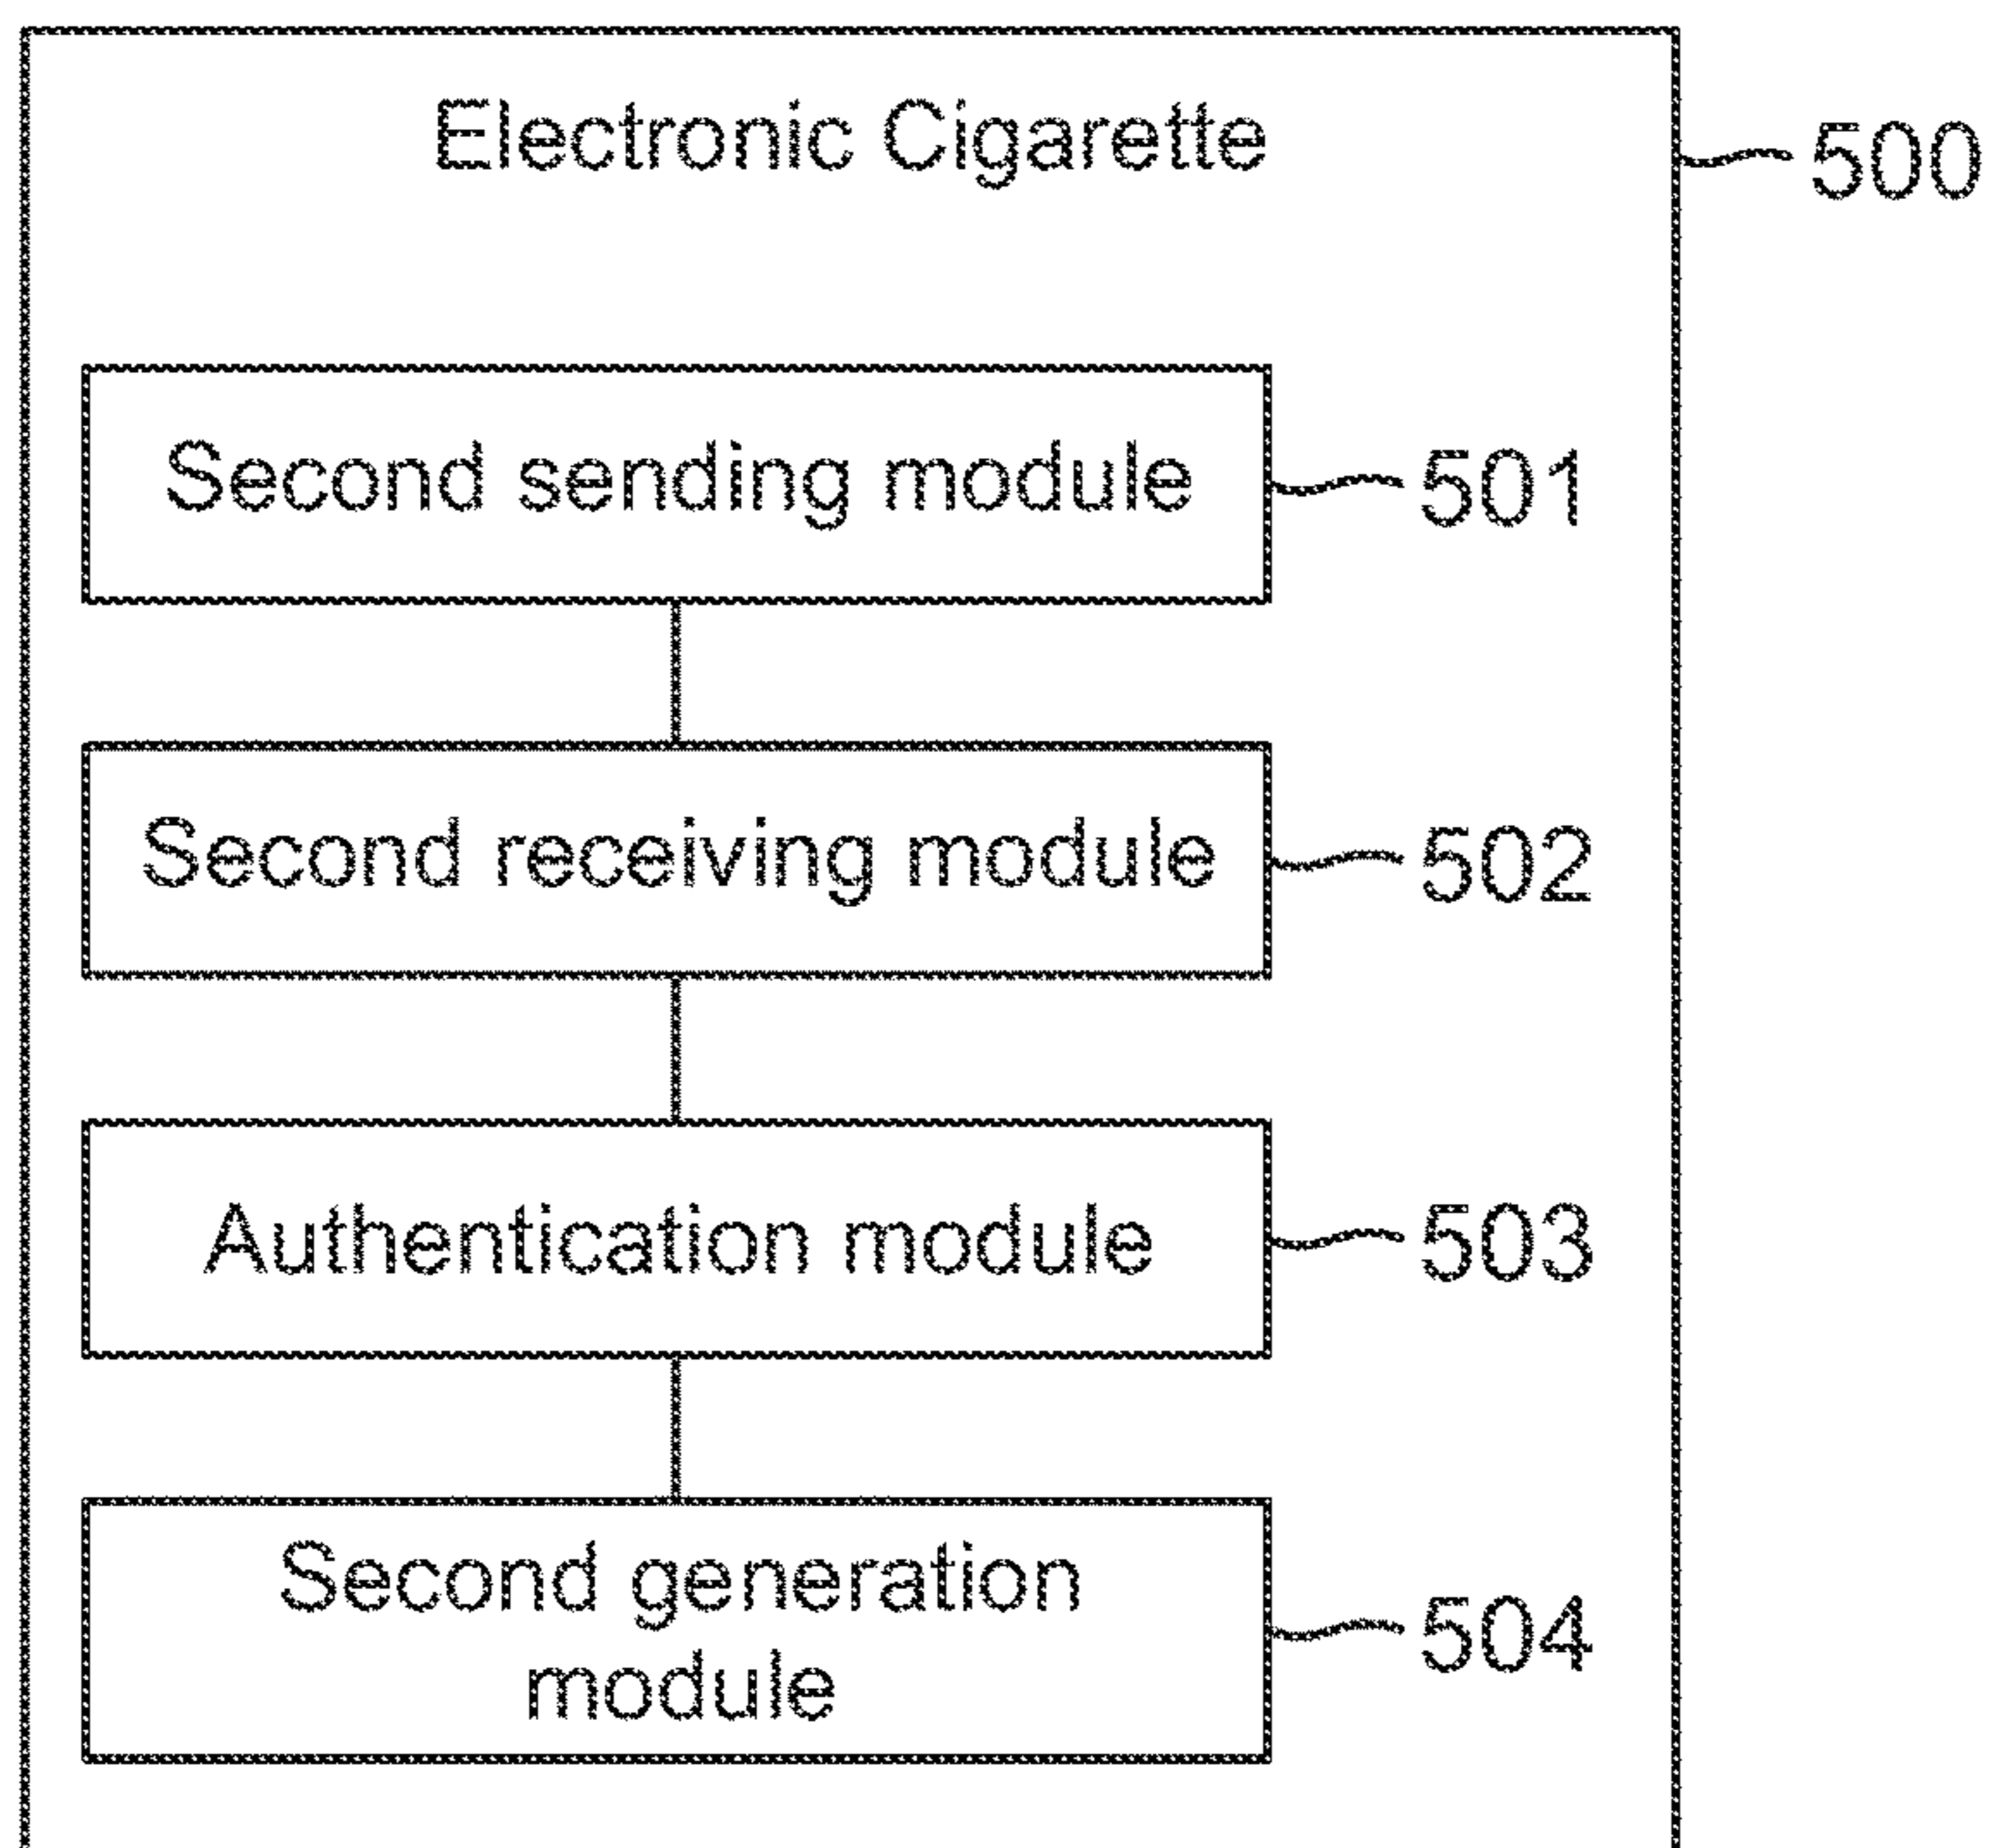 Electronic Cigarette
500
Second sending module
501
Second receiving module
502
Authentication module
503
Second generation
module
504